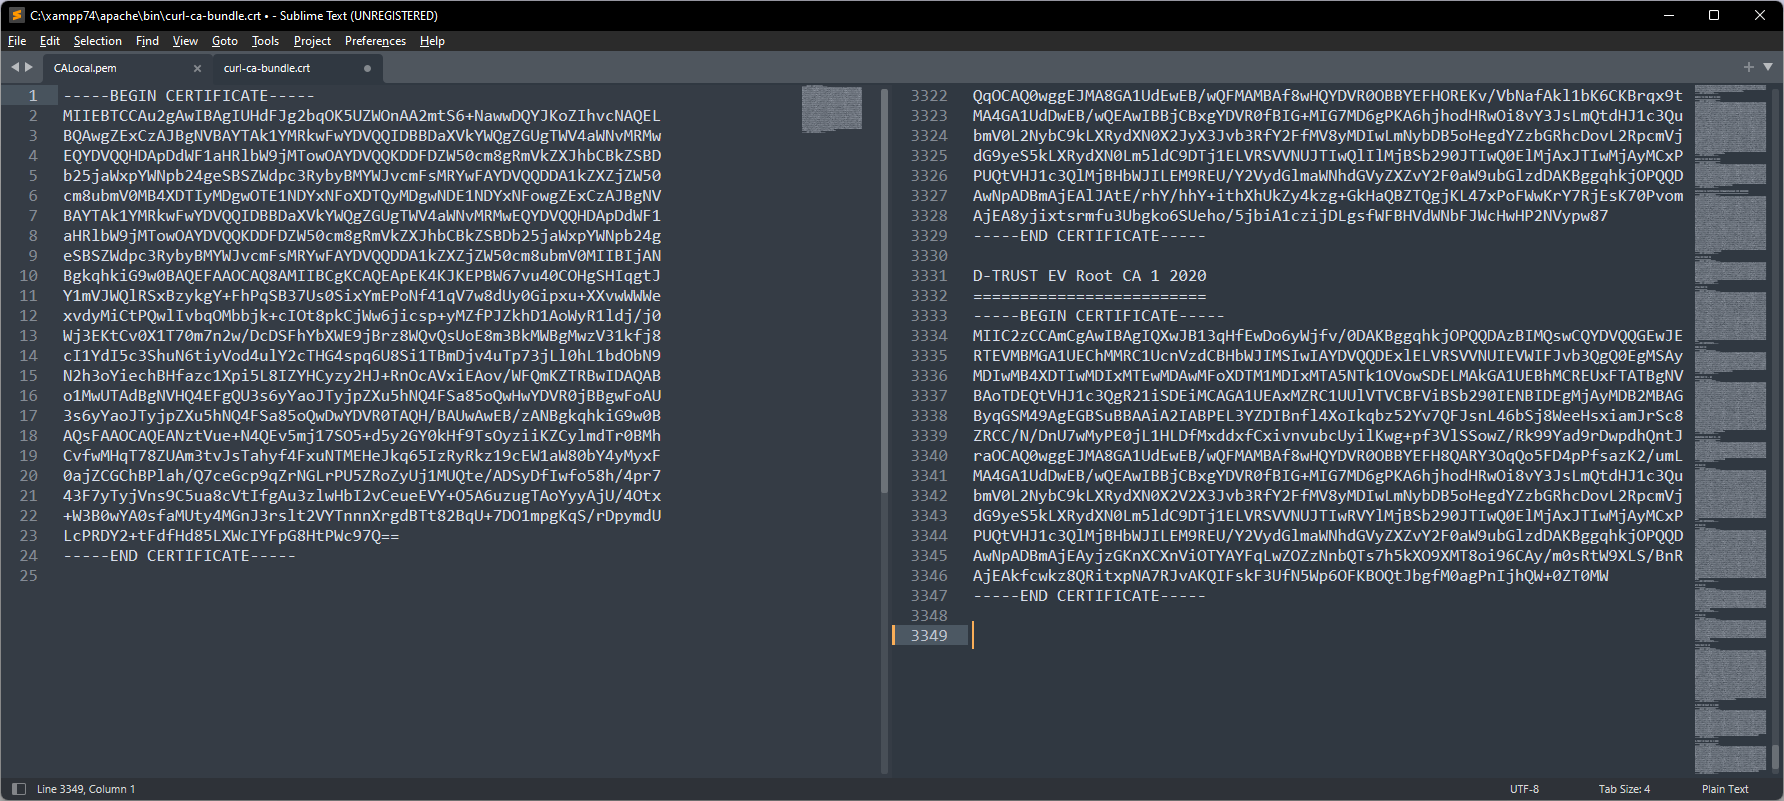 C:\xampp74\apache\bin\curl-ca-bundle.crt • - Sublime Text (UNREGISTERED)
File Edit Selection Find View Goto Tools Project Preferences Help
CALocal.pem
curl-ca-bundle.crt
1 -----BEGIN CERTIFICATE-----
2 MIIEBTCCAu2gAwIBAgIUHdFJg2bqOK5UZWOnAA2mtS6+NawwDQYJKoZIhvcNAQEL
3 BQAwgZExCzAJBgNVBAYTAk1YMRkwFwYDVQQIDBBDaXVkYWQgZGUgTWV4aWNvMRMw
4 EQYDVQQHDApDdWF1aHRlbW9jMTowOAYDVQQKDDFDZW50cm8gRmVkZXJhbCBkZSBD
5 b25jaWxpYWNpb24geSBSZWdpc3RybyBMYWJvcmFsMRYwFAYDVQQDDA1kZXZjZW50
6 cm8ubmV0MB4XDTIyMDgwOTE1NDYxNFoXDTQyMDgwNDE1NDYxNFowgZExCzAJBgNV
7 BAYTAk1YMRkwFwYDVQQIDBBDaXVkYWQgZGUgTWV4aWNvMRMwEQYDVQQHDApDdWF1
8 aHRlbW9jMTowOAYDVQQKDDFDZW50cm8gRmVkZXJhbCBkZSBDb25jaWxpYWNpb24g
9 eSBSZWdpc3RybyBMYWJvcmFsMRYwFAYDVQQDDA1kZXZjZW50cm8ubmV0MIIBIjAN
10 BgkqhkiG9w0BAQEFAAOCAQ8AMIIBCgKCAQEApEK4KJKEPBW67vu40COHgSHIqgtJ
11 Y1mVJWQlRSxBzykgY+FhPqSB37Us0SixYmEPoNf41qV7w8dUy0Gipxu+XXvwWWWe
12 xvdyMiCtPQwlIvbqOMbbjk+cIOt8pkCjWw6jicsp+yMZfPJZkhD1AoWyR1ldj/j0
13 Wj3EKtCv0X1T70m7n2w/DcDSFhYbXWE9jBrz8WQvQsUoE8m3BkMWBgMwzV31kfj8
14 cI1YdI5c3ShuN6tiyVod4ulY2cTHG4spq6U8Si1TBmDjv4uTp73jLl0hL1bdObN9
15 N2h3oYiechBHfazc1Xpi5L8IZYHCyzy2HJ+RnOcAVxiEAov/WFQmKZTRBwIDAQAB
16 o1MwUTAdBgNVHQ4EFgQU3s6yYaoJTyjpZXu5hNQ4FSa85oQwHwYDVR0jBBgwFoAU
17 3s6yYaoJTyjpZXu5hNQ4FSa85oQwDwYDVR0TAQH/BAUwAwEB/zANBgkqhkiG9w0B
18 AQsFAAOCAQEANztVue+N4QEv5mj17SO5+d5y2GY0kHf9TsOyziiKZCylmdTr0BMh
19 CvfwMHqT78ZUAm3tvJsTahyf4FxuNTMEHeJkq65IzRyRkz19cEW1aW80bY4yMyxF
20 0ajZCGChBPlah/Q7ceGcp9qZrNGLrPU5ZRoZyUj1MUQte/ADSyDfIwfo58h/4pr7
21 43F7yTyjVns9C5ua8cVtIfgAu3zlwHbI2vCeueEVY+O5A6uzugTAoYyyAjU/4Otx
22 +W3B0wYA0sfaMUty4MGnJ3rslt2VYTnnnXrgdBTt82BqU+7DO1mpgKqS/rDpymdU
23 LcPRDY2+tFdfHd85LXWcIYFpG8HtPWc97Q==
24 -----END CERTIFICATE-----
25
3322 QqOCAQ0wggEJMA8GA1UdEwEB/wQFMAMBAf8wHQYDVR0OBBYEFHOREKv/VbNafAkl1bK6CKBrqx9t
3323 MA4GA1UdDwEB/wQEAwIBBjCBxgYDVR0fBIG+MIG7MD6gPKA6hjhodHRwOi8vY3JsLmQtdHJ1c3Qu
3324 bmV0L2NybC9kLXRydXN0X2JyX3Jvb3RfY2FfMV8yMDIwLmNybDB5oHegdYZzbGRhcDovL2RpcmVj
3325 dG9yeS5kLXRydXN0Lm5ldC9DTj1ELVRSVVNUJTIwQlIlMjBSb290JTIwQ0ElMjAxJTIwMjAyMCxP
3326 PUQtVHJ1c3QlMjBHbWJILEM9REU/Y2VydGlmaWNhdGVyZXZvY2F0aW9ubGlzdDAKBggqhkjOPQQD
3327 AwNpADBmAjEAlJAtE/rhY/hhY+ithXhUkZy4kzg+GkHaQBZTQgjKL47xPoFWwKrY7RjEsK70Pvom
3328 AjEA8yjixtsrmfu3Ubgko6SUeho/5jbiA1czijDLgsfWFBHVdWNbFJWcHwHP2NVypw87
3329 -----END CERTIFICATE-----
3330
3331 D-TRUST EV Root CA 1 2020
3332 =========================
3333 -----BEGIN CERTIFICATE-----
3334 MIIC2zCCAmCgAwIBAgIQXwJB13qHfEwDo6yWjfv/0DAKBggqhkjOPQQDAzBIMQswCQYDVQQGEwJE
3335 RTEVMBMGA1UEChMMRC1UcnVzdCBHbWJIMSIwIAYDVQQDExlELVRSVVNUIEVWIFJvb3QgQ0EgMSAy
3336 MDIwMB4XDTIwMDIxMTEwMDAwMFoXDTM1MDIxMTA5NTk1OVowSDELMAkGA1UEBhMCREUxFTATBgNV
3337 BAoTDEQtVHJ1c3QgR21iSDEiMCAGA1UEAxMZRC1UUlVTVCBFViBSb290IENBIDEgMjAyMDB2MBAG
3338 ByqGSM49AgEGBSuBBAAiA2IABPEL3YZDIBnfl4XoIkqbz52Yv7QFJsnL46bSj8WeeHsxiamJrSc8
3339 ZRCC/N/DnU7wMyPE0jL1HLDfMxddxfCxivnvubcUyilKwg+pf3VlSSowZ/Rk99Yad9rDwpdhQntJ
3340 raOCAQ0wggEJMA8GA1UdEwEB/wQFMAMBAf8wHQYDVR0OBBYEFH8QARY3OqQo5FD4pPfsazK2/umL
3341 MA4GA1UdDwEB/wQEAwIBBjCBxgYDVR0fBIG+MIG7MD6gPKA6hjhodHRwOi8vY3JsLmQtdHJ1c3Qu
3342 bmV0L2NybC9kLXRydXN0X2V2X3Jvb3RfY2FfMV8yMDIwLmNybDB5oHegdYZzbGRhcDovL2RpcmVj
3343 dG9yeS5kLXRydXN0Lm5ldC9DTj1ELVRSVVNUJTIwRVYlMjBSb290JTIwQ0ElMjAxJTIwMjAyMCxP
3344 PUQtVHJ1c3QlMjBHbWJILEM9REU/Y2VydGlmaWNhdGVyZXZvY2F0aW9ubGlzdDAKBggqhkjOPQQD
3345 AwNpADBmAjEAyjzGKnXCXnViOTYAYFqLwZOZzNnbQTs7h5kXO9XMT8oi96CAy/m0sRtW9XLS/BnR
3346 AjEAkfcwkz8QRitxpNA7RJvAKQIFskF3UfN5Wp6OFKBOQtJbgfM0agPnIjhQW+0ZT0MW
3347 -----END CERTIFICATE-----
3348
3349
Line 3349, Column 1
UTF-8
Tab Size: 4
Plain Text